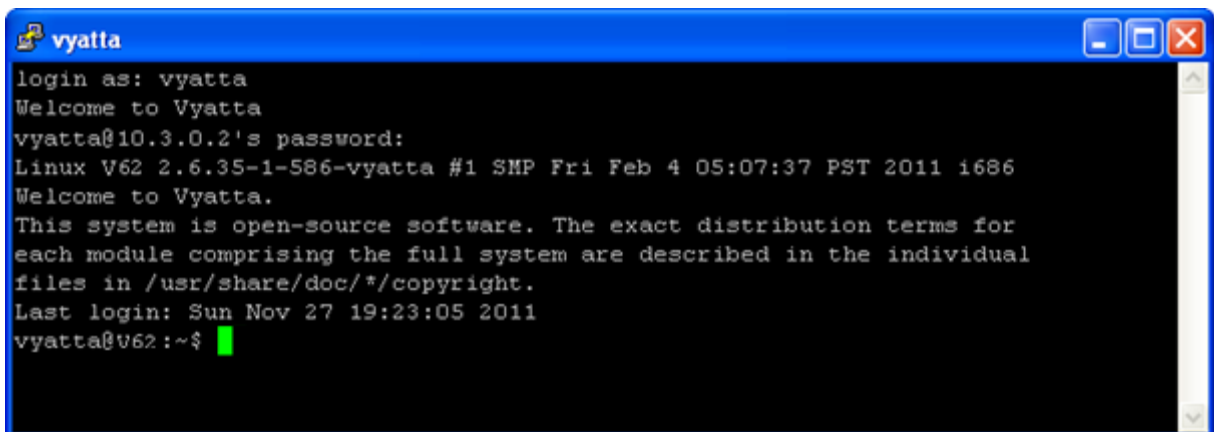 vyatta
login as: vyatta
Welcome to Vyatta
vyatta@10.3.0.2's password:
Linux V62 2.6.35-1-586-vyatta #1 SMP Fri Feb 4 05:07:37 PST 2011 i686
Welcome to Vyatta.
This system is open-source software. The exact distribution terms for
each module comprising the full system are described in the individual
files in /usr/share/doc/*/copyright.
Last login: Sun Nov 27 19:23:05 2011
vyatta@V62:~$